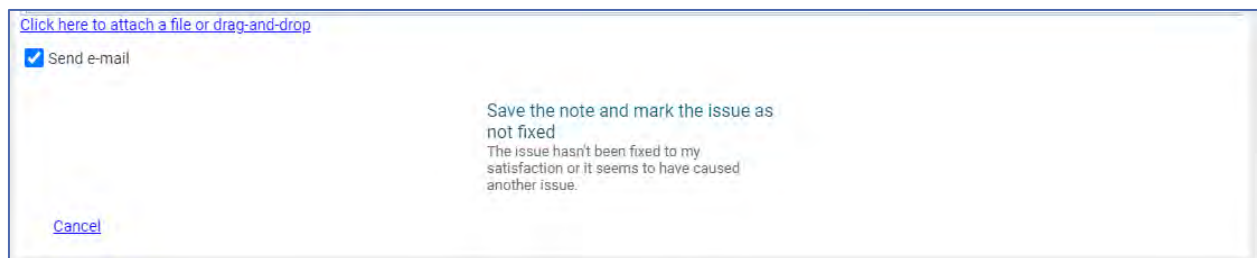 Click here to attach a file or drag-and-drop
Send e-mail
Save the note and mark the issue as
not fixed
The issue hasn't been fixed to my
satisfaction or it seems to have caused
another issue.
Cancel